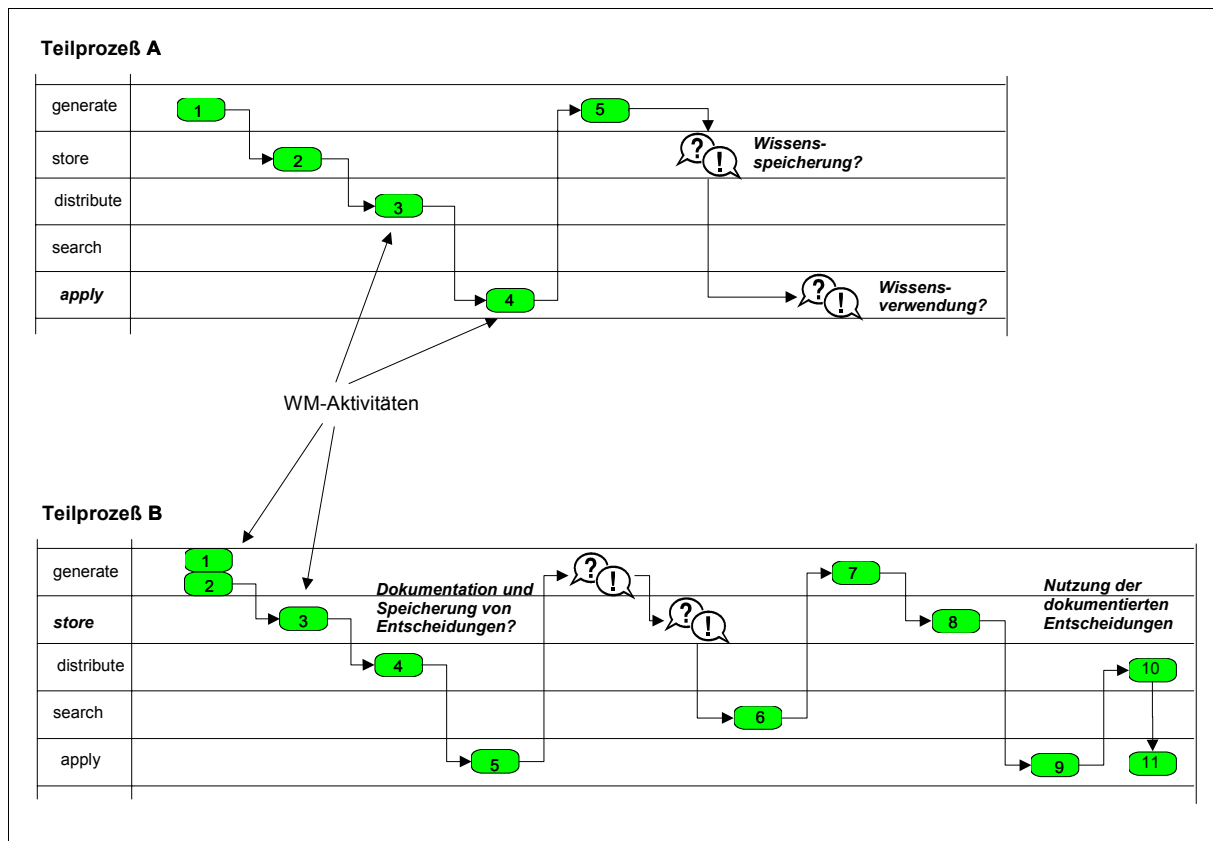 Teilprozeß A
generate
1
5
store
2
?
!
Wissens-
speicherung?
distribute
3
search
apply
4
?
!
Wissens-
verwendung?
WM-Aktivitäten
Teilprozeß B
generate
1
2
?
!
7
store
3
Dokumentation und
Speicherung von
Entscheidungen?
?
!
8
Nutzung der
dokumentierten
Entscheidungen
distribute
4
10
search
6
apply
5
9
11